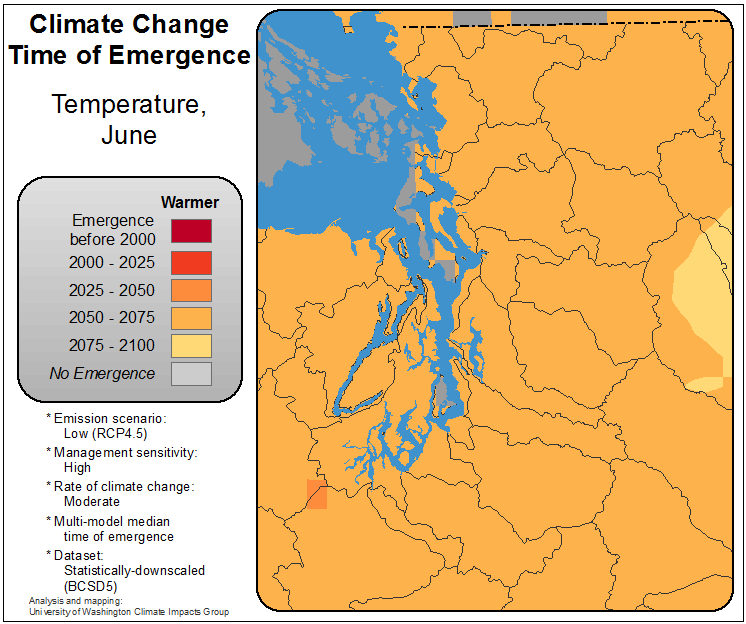 Climate Change
Time of Emergence
Temperature,
June
Warmer
Emergence
before 2000
2000 - 2025
2025 - 2050
2050 - 2075
2075 - 2100
No Emergence
* Emission scenario:
Low (RCP4.5)
* Management sensitivity:
High
* Rate of climate change:
Moderate
* Multi-model median
time of emergence
* Dataset:
Statistically-downscaled
(BCSD5)
Analysis and mapping:
University of Washington Climate Impacts Group